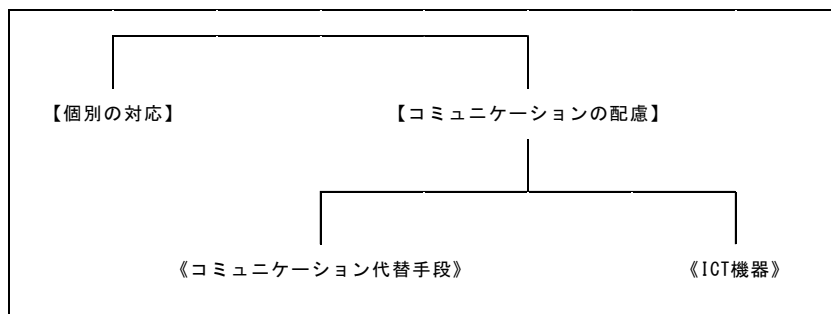 【個別の対応】 【コミュニケーションの配慮】
《コミュニケーション代替手段》 《ICT機器》